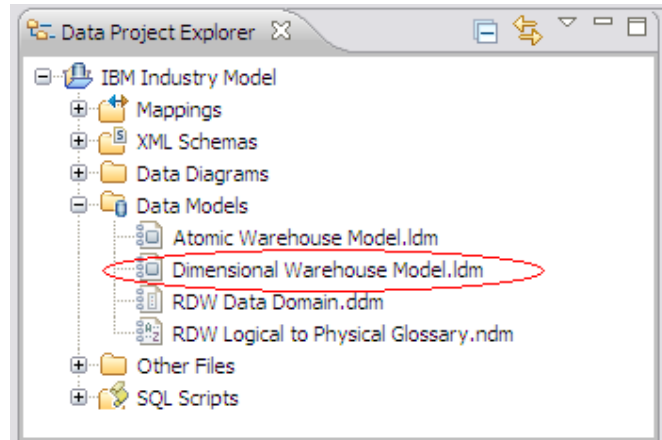 Data Project Explorer
IBM Industry Model
Mappings
XML Schemas
Data Diagrams
Data Models
Atomic Warehouse Model.ldm
Dimensional Warehouse Model.ldm
RDW Data Domain.ddm
RDW Logical to Physical Glossary.ndm
Other Files
SQL Scripts